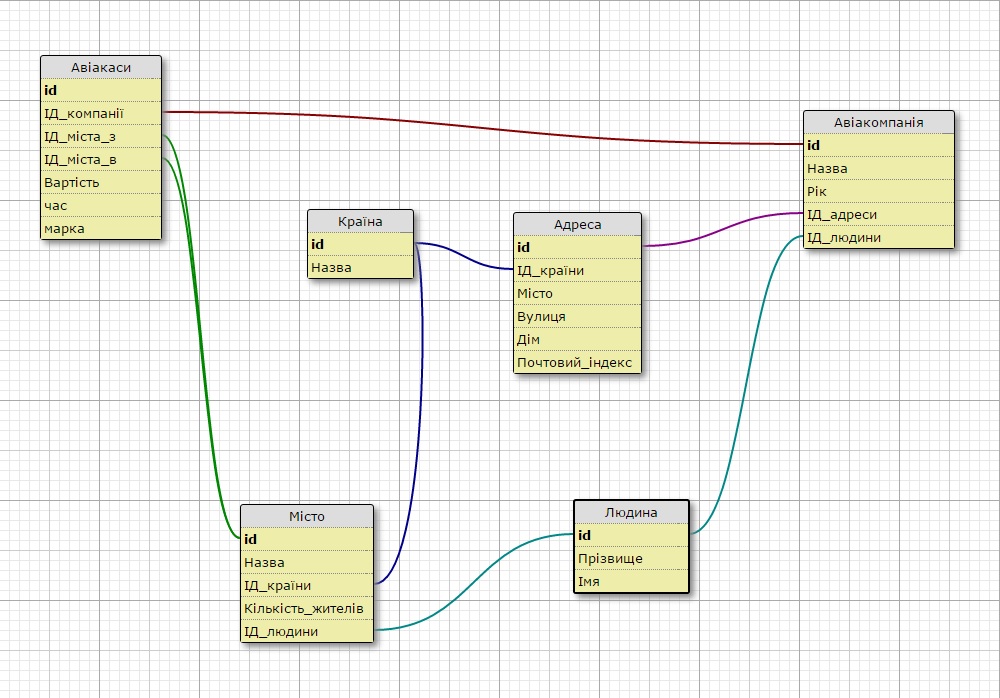 Авіакаси
id
ІД_компанії
ІД_міста_з
ІД_міста_в
Вартість
час
марка
Авіакомпанія
id
Назва
Рік
ІД_адреси
ІД_людини
Країна
id
Назва
Адреса
id
ІД_країни
Місто
Вулиця
Дім
Почтовий_індекс
Місто
id
Назва
ІД_країни
Кількість_жителів
ІД_людини
Людина
id
Прізвище
Імя